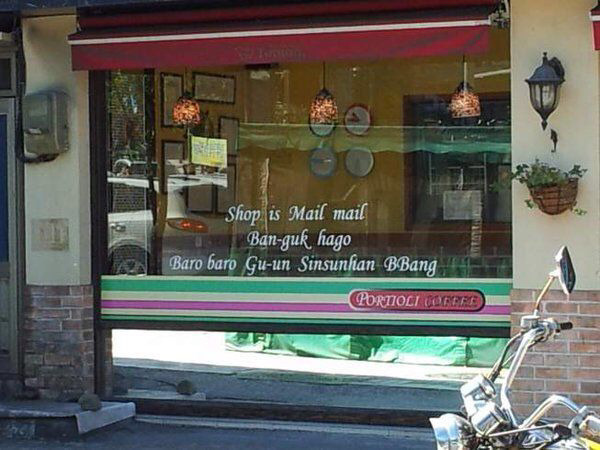 Shop is Mail mail
Ban-guk hago
Baro baro Gu-un Sinsunhan BBang
PORTIOLI COFFEE